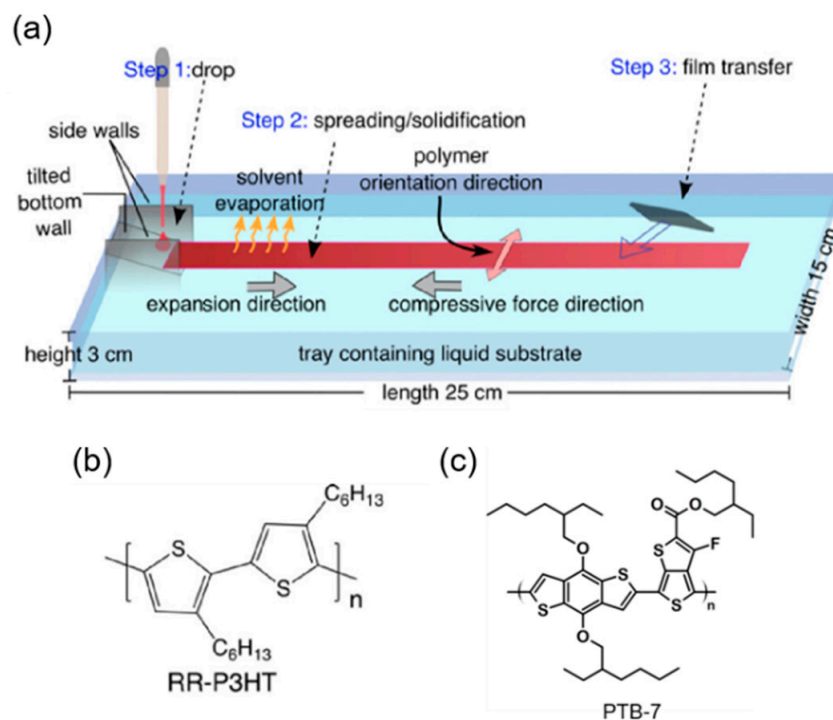 (a)
Step 1:drop
Step 3: film transfer
side walls
Step 2: spreading/solidification
tilted
bottom
wall
solvent
evaporation
polymer
orientation direction
expansion direction
compressive force direction
width 15 cm
height 3 cm
tray containing liquid substrate
length 25 cm
(b)
C6H13
S
S
n
C6H13
RR-P3HT
(c)
O
O
O
F
S
S
S
S
n
O
PTB-7